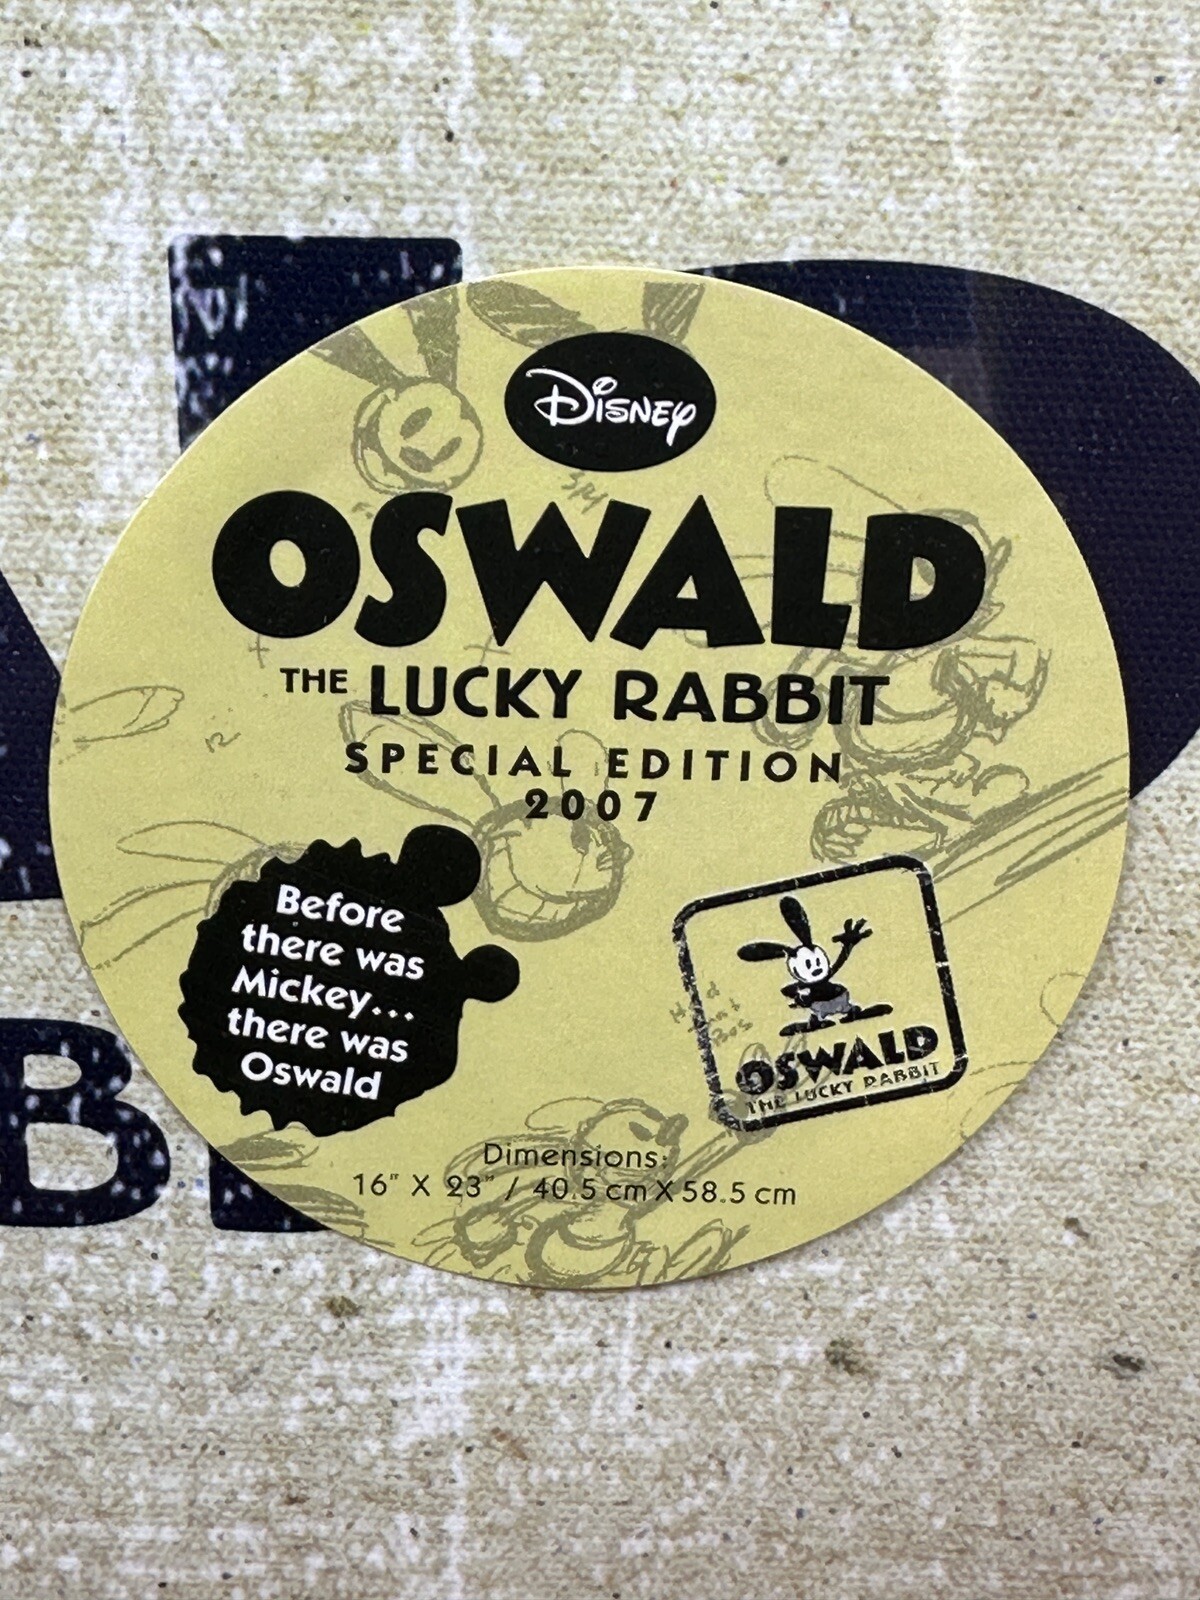 Disney
OSWALD
THE LUCKY RABBIT
SPECIAL EDITION
2007
Before
there was
Mickey...
there was
Oswald
OSWALD
THE LUCKY RABBIT
Dimensions:
16" X 23" / 40.5 cm X 58.5 cm